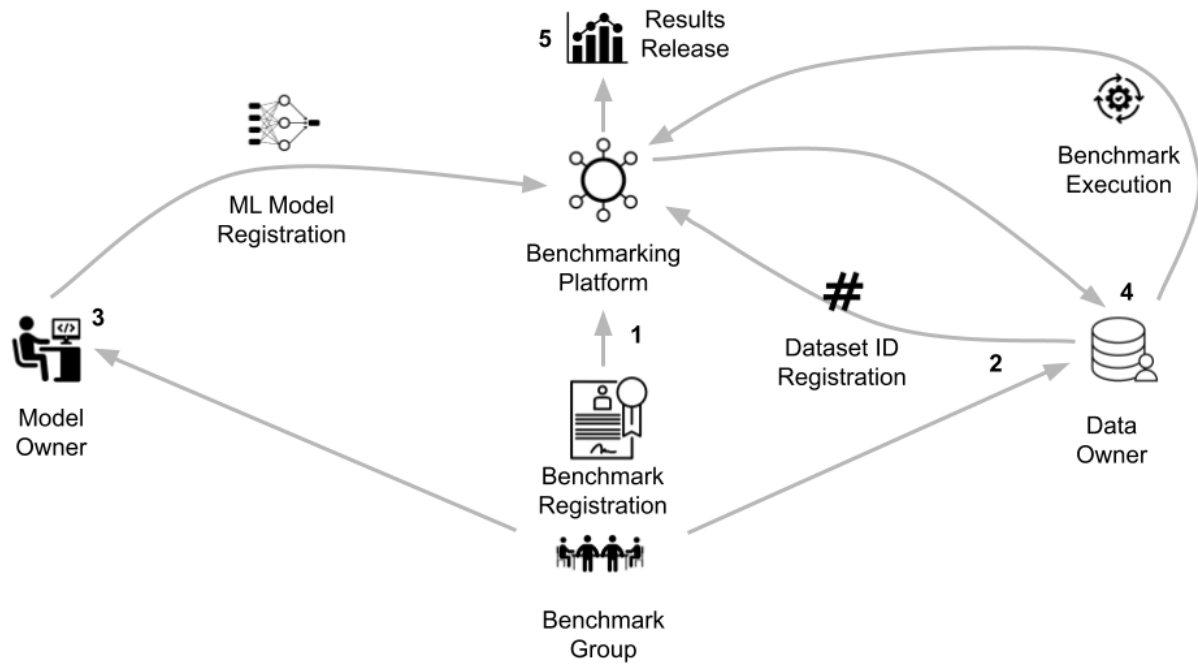 5
Results
Release
Benchmark
Execution
ML Model
Registration
Benchmarking
Platform
4
3
1
#
Dataset ID
Registration
2
Model
Owner
Data
Owner
Benchmark
Registration
Benchmark
Group